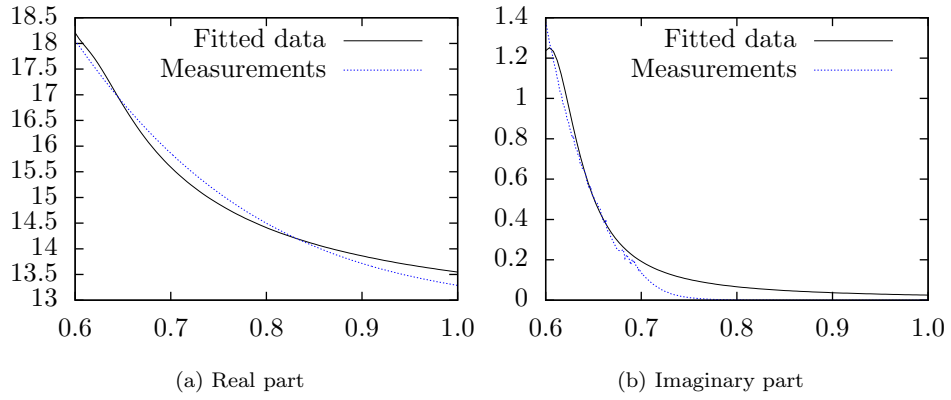 18.5
18
17.5
17
16.5
16
15.5
15
14.5
14
13.5
13
0.6 0.7 0.8 0.9 1.0
Fitted data
Measurements
(a) Real part
1.4
1.2
1
0.8
0.6
0.4
0.2
0
0.6 0.7 0.8 0.9 1.0
Fitted data
Measurements
(b) Imaginary part